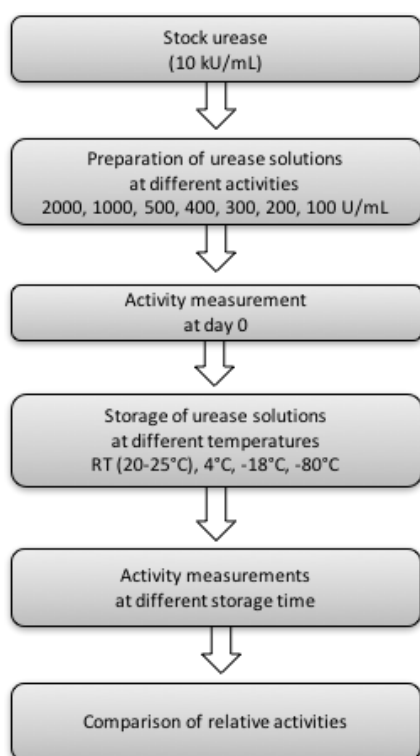 Stock urease
(10 kU/mL)
Preparation of urease solutions
at different activities
2000, 1000, 500, 400, 300, 200, 100 U/mL
Activity measurement
at day 0
Storage of urease solutions
at different temperatures
RT (20-25°C), 4°C, -18°C, -80°C
Activity measurements
at different storage time
Comparison of relative activities